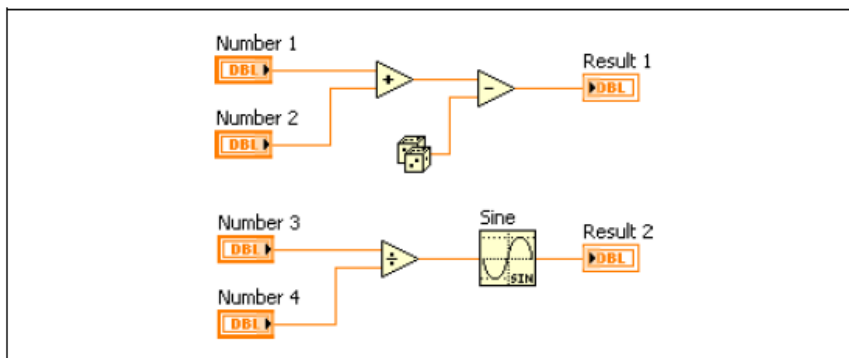 Number 1
DBL
+
-
Result 1
DBL
Number 2
DBL
Number 3
DBL
÷
Sine
SIN
Result 2
DBL
Number 4
DBL